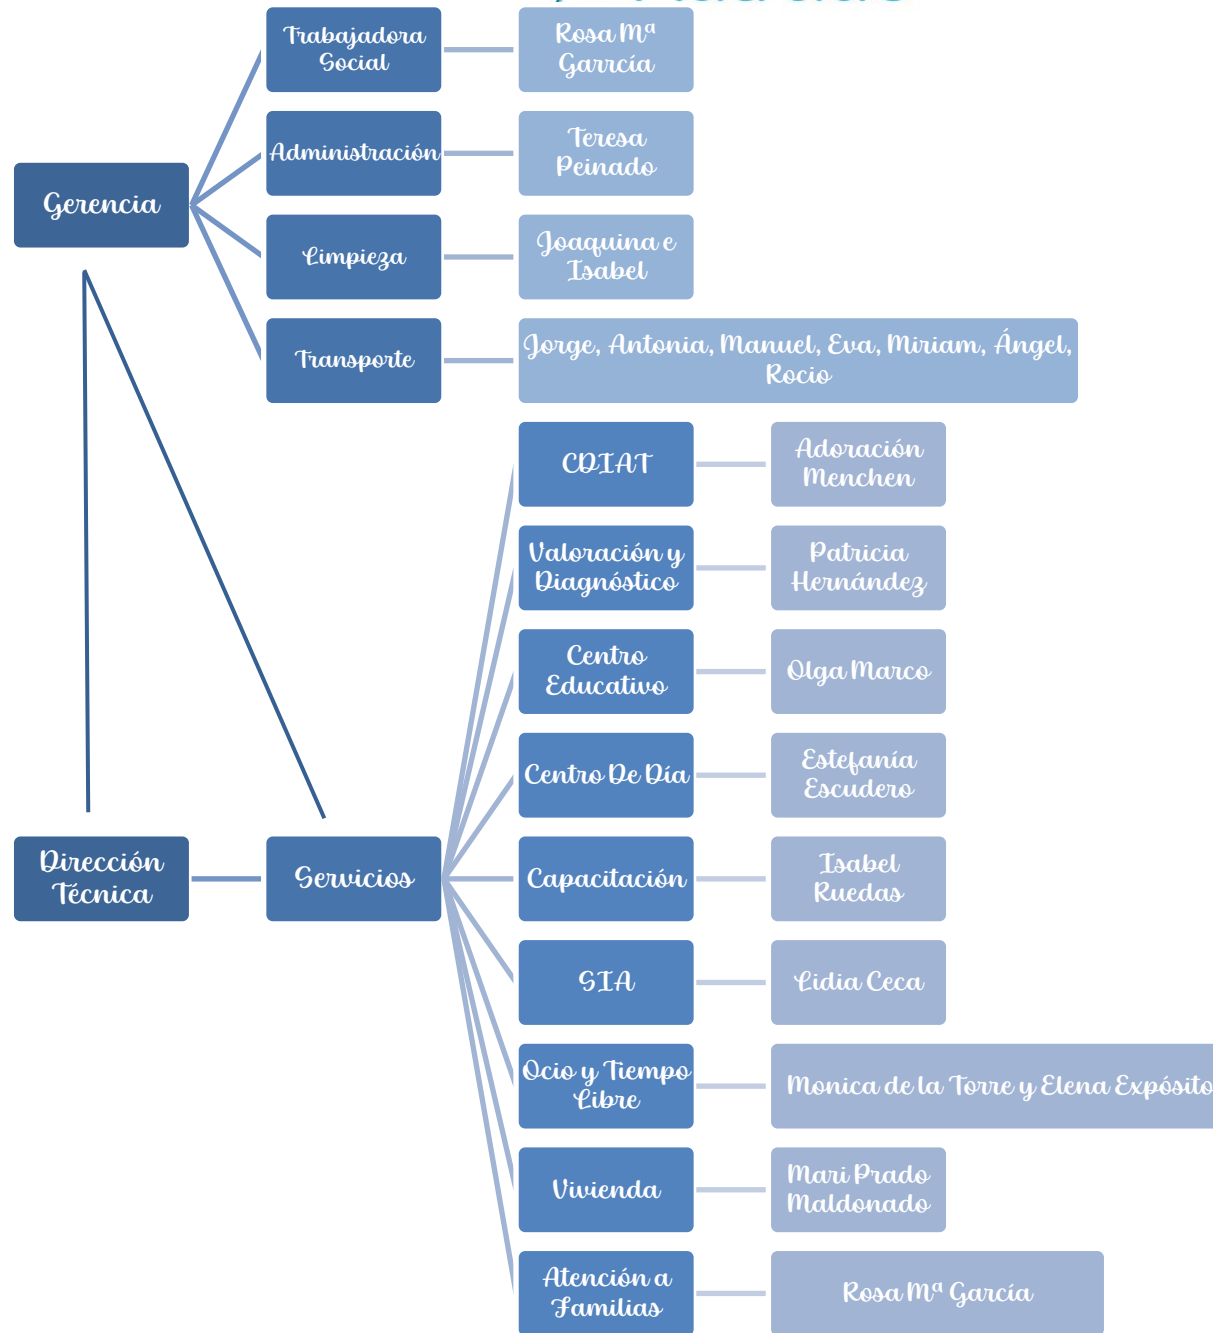 Trabajadora
Social
Rosa Mª
Garrcía
Administración
Teresa
Peinado
Gerencia
Limpieza
Joaquina e
Isabel
Transporte
Jorge, Antonia, Manuel, Eva, Miriam, Ángel,
Rocio
CDIAT
Adoración
Menchen
Valoración y
Diagnóstico
Patricia
Hernández
Centro
Educativo
Olga Marco
Centro De Día
Estefanía
Escudero
Dirección
Técnica
Servicios
Capacitación
Isabel
Ruedas
SIA
Lidia Ceca
Ocio y Tiempo
Libre
Monica de la Torre y Elena Expósito
Vivienda
Mari Prado
Maldonado
Atención a
Familias
Rosa Mª García